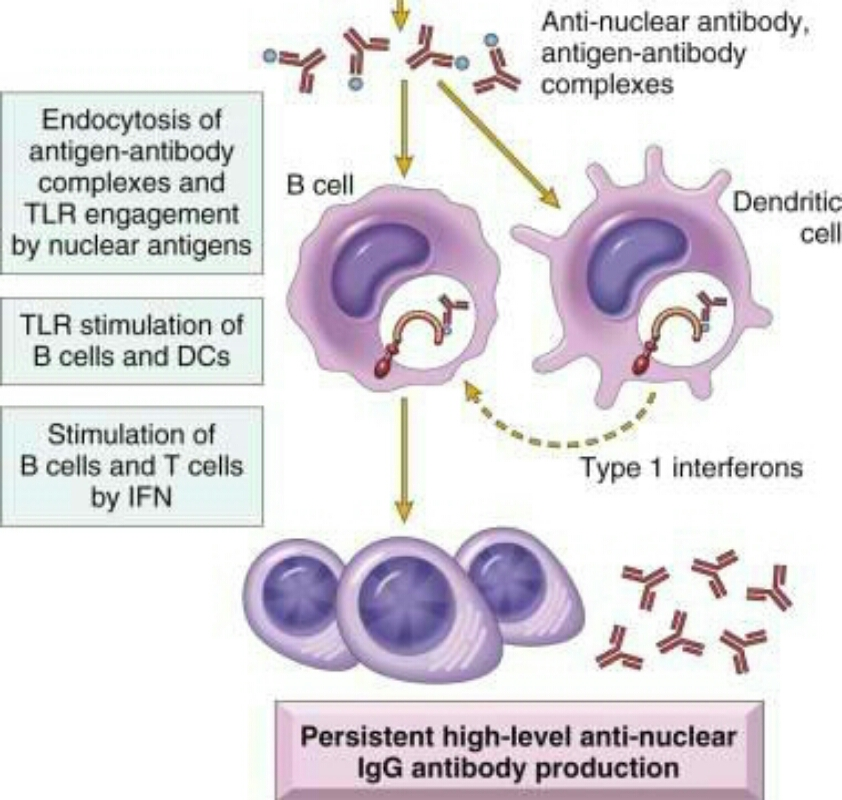 Anti-nuclear antibody,
antigen-antibody
complexes
Endocytosis of
antigen-antibody
complexes and
TLR engagement
by nuclear antigens
B cell
Dendritic
cell
TLR stimulation of
B cells and DCs
Stimulation of
B cells and T cells
by IFN
Type 1 interferons
Persistent high-level anti-nuclear
IgG antibody production